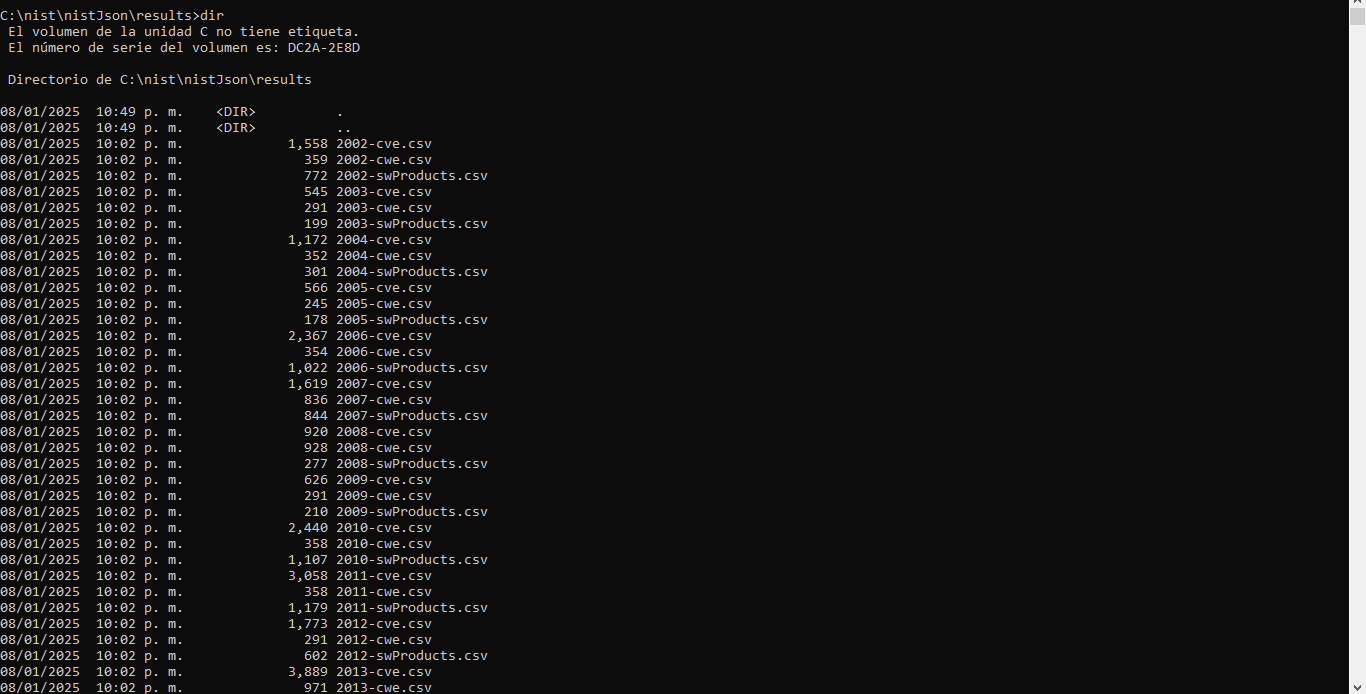 C:\nist\nistJson\results>dir
 El volumen de la unidad C no tiene etiqueta.
 El número de serie del volumen es: DC2A-2E8D

 Directorio de C:\nist\nistJson\results

08/01/2025  10:49 p. m.    <DIR>          .
08/01/2025  10:49 p. m.    <DIR>          ..
08/01/2025  10:02 p. m.             1,558 2002-cve.csv
08/01/2025  10:02 p. m.               359 2002-cwe.csv
08/01/2025  10:02 p. m.               772 2002-swProducts.csv
08/01/2025  10:02 p. m.               545 2003-cve.csv
08/01/2025  10:02 p. m.               291 2003-cwe.csv
08/01/2025  10:02 p. m.               199 2003-swProducts.csv
08/01/2025  10:02 p. m.             1,172 2004-cve.csv
08/01/2025  10:02 p. m.               352 2004-cwe.csv
08/01/2025  10:02 p. m.               301 2004-swProducts.csv
08/01/2025  10:02 p. m.               566 2005-cve.csv
08/01/2025  10:02 p. m.               245 2005-cwe.csv
08/01/2025  10:02 p. m.               178 2005-swProducts.csv
08/01/2025  10:02 p. m.             2,367 2006-cve.csv
08/01/2025  10:02 p. m.               354 2006-cwe.csv
08/01/2025  10:02 p. m.             1,022 2006-swProducts.csv
08/01/2025  10:02 p. m.             1,619 2007-cve.csv
08/01/2025  10:02 p. m.               836 2007-cwe.csv
08/01/2025  10:02 p. m.               844 2007-swProducts.csv
08/01/2025  10:02 p. m.               920 2008-cve.csv
08/01/2025  10:02 p. m.               928 2008-cwe.csv
08/01/2025  10:02 p. m.               277 2008-swProducts.csv
08/01/2025  10:02 p. m.               626 2009-cve.csv
08/01/2025  10:02 p. m.               291 2009-cwe.csv
08/01/2025  10:02 p. m.               210 2009-swProducts.csv
08/01/2025  10:02 p. m.             2,440 2010-cve.csv
08/01/2025  10:02 p. m.               358 2010-cwe.csv
08/01/2025  10:02 p. m.             1,107 2010-swProducts.csv
08/01/2025  10:02 p. m.             3,058 2011-cve.csv
08/01/2025  10:02 p. m.               358 2011-cwe.csv
08/01/2025  10:02 p. m.             1,179 2011-swProducts.csv
08/01/2025  10:02 p. m.             1,773 2012-cve.csv
08/01/2025  10:02 p. m.               291 2012-cwe.csv
08/01/2025  10:02 p. m.               602 2012-swProducts.csv
08/01/2025  10:02 p. m.             3,889 2013-cve.csv
08/01/2025  10:02 p. m.               971 2013-cwe.csv